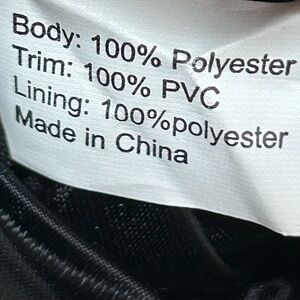 Body: 100% Polyester
Trim: 100% PVC
Lining: 100%polyester
Made in China